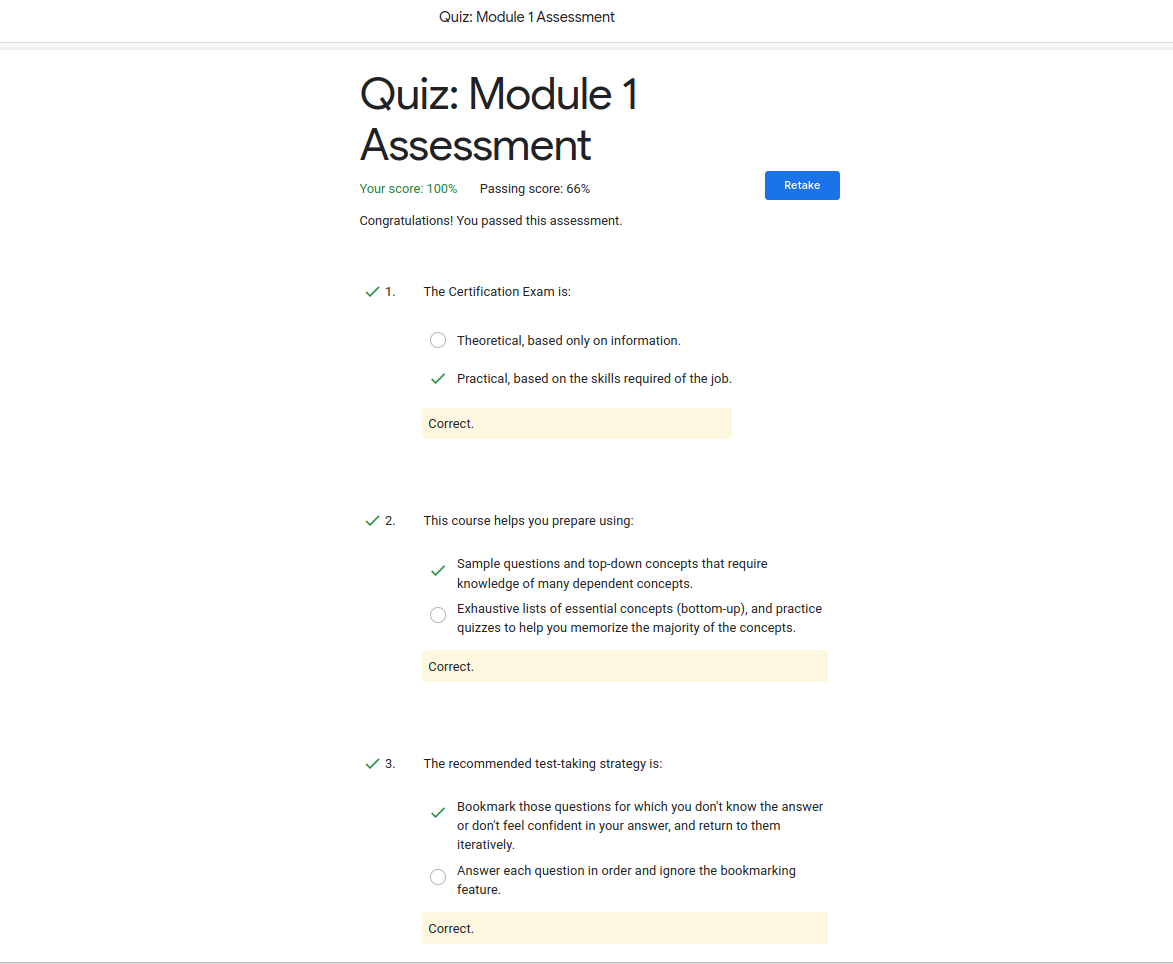 Quiz: Module 1 Assessment
Quiz: Module 1
Assessment
Your score: 100% Passing score: 66%
Retake
Congratulations! You passed this assessment.
1. The Certification Exam is:
Theoretical, based only on information.
Practical, based on the skills required of the job.
Correct.
2. This course helps you prepare using:
Sample questions and top-down concepts that require
knowledge of many dependent concepts.
Exhaustive lists of essential concepts (bottom-up), and practice
quizzes to help you memorize the majority of the concepts.
Correct.
3. The recommended test-taking strategy is:
Bookmark those questions for which you don't know the answer
or don't feel confident in your answer, and return to them
iteratively.
Answer each question in order and ignore the bookmarking
feature.
Correct.